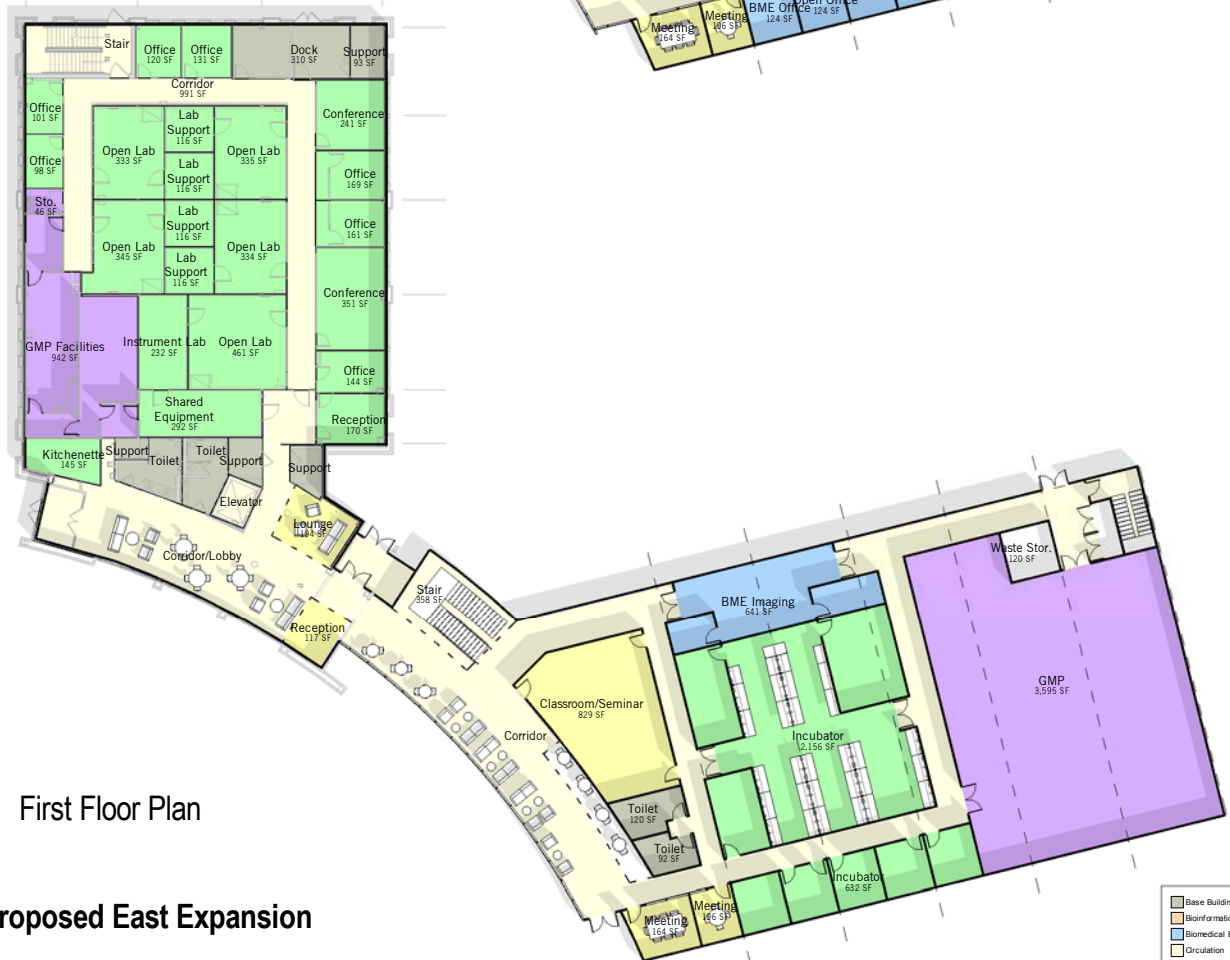 Meeting
164 SF
Meeting
106 SF
BME Office
124 SF
Open Office
124 SF
Stair
Office
120 SF
Office
131 SF
Dock
310 SF
Support
93 SF
Corridor
991 SF
Office
101 SF
Office
98 SF
Sto.
46 SF
Open Lab
333 SF
Lab
Support
116 SF
Lab
Support
116 SF
Open Lab
335 SF
Conference
241 SF
Office
169 SF
Office
161 SF
Open Lab
345 SF
Lab
Support
116 SF
Lab
Support
116 SF
Open Lab
334 SF
Conference
351 SF
GMP Facilities
942 SF
Instrument Lab
232 SF
Open Lab
461 SF
Office
144 SF
Shared
Equipment
292 SF
Reception
170 SF
Kitchenette
145 SF
Support
Toilet
Toilet
Support
Support
Elevator
Lounge
194 SF
Corridor/Lobby
Reception
117 SF
Stair
358 SF
Waste Stor.
120 SF
BME Imaging
641 SF
GMP
3,595 SF
Classroom/Seminar
829 SF
Corridor
Incubator
2,156 SF
Toilet
120 SF
Toilet
92 SF
Incubator
632 SF
Meeting
164 SF
Meeting
106 SF
First Floor Plan
roposed East Expansion
Base Buildin
Bioinformatic
Biomedical E
Circulation